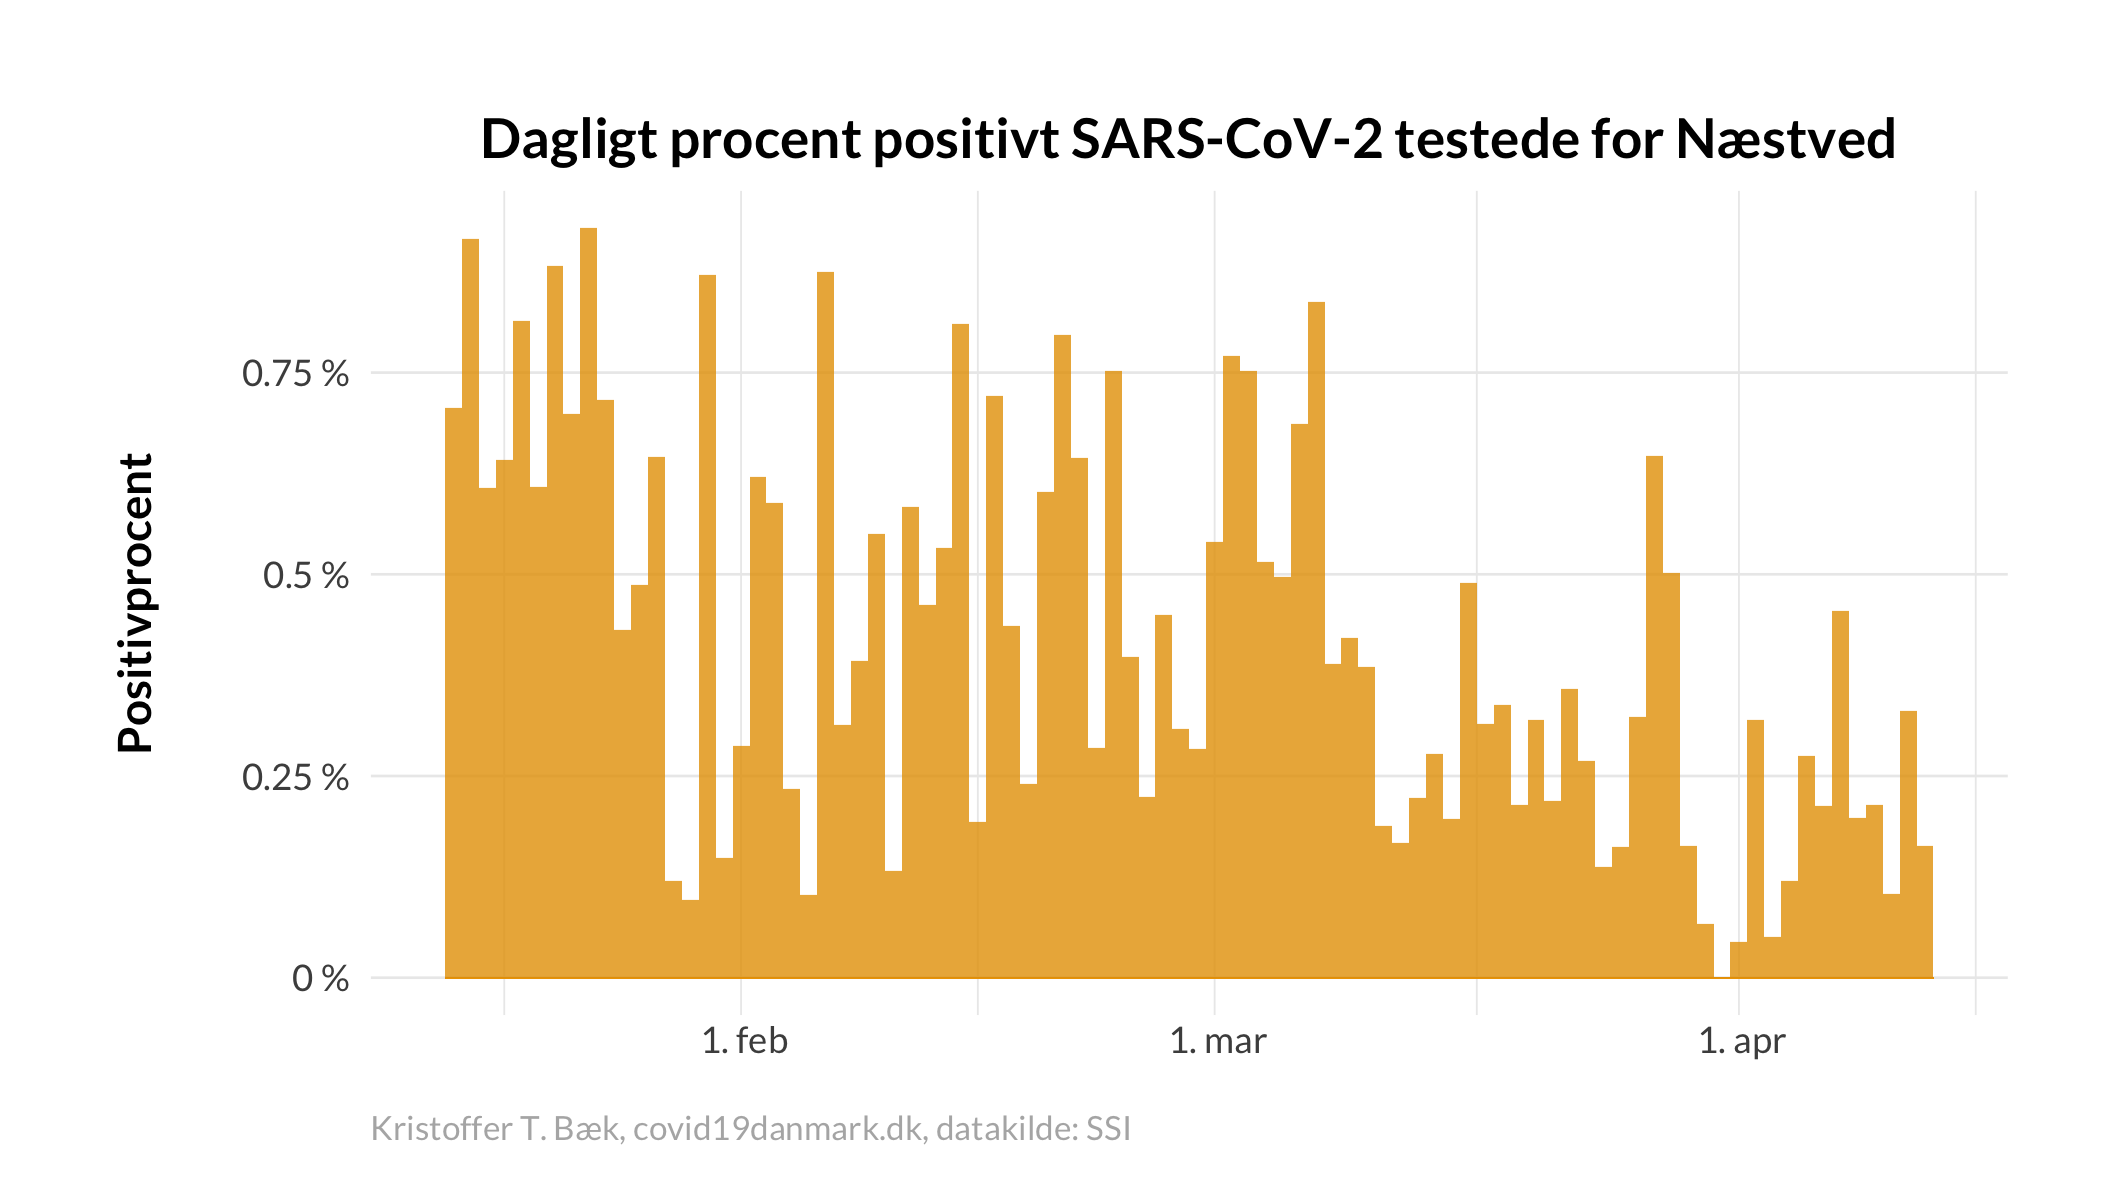 Dagligt procent positivt SARS-CoV-2 testede for Næstved
Positivprocent
0.75 %
0.5 %
0.25 %
0 %
1. feb
1. mar
1. apr
Kristoffer T. Bæk, covid19danmark.dk, datakilde: SSI